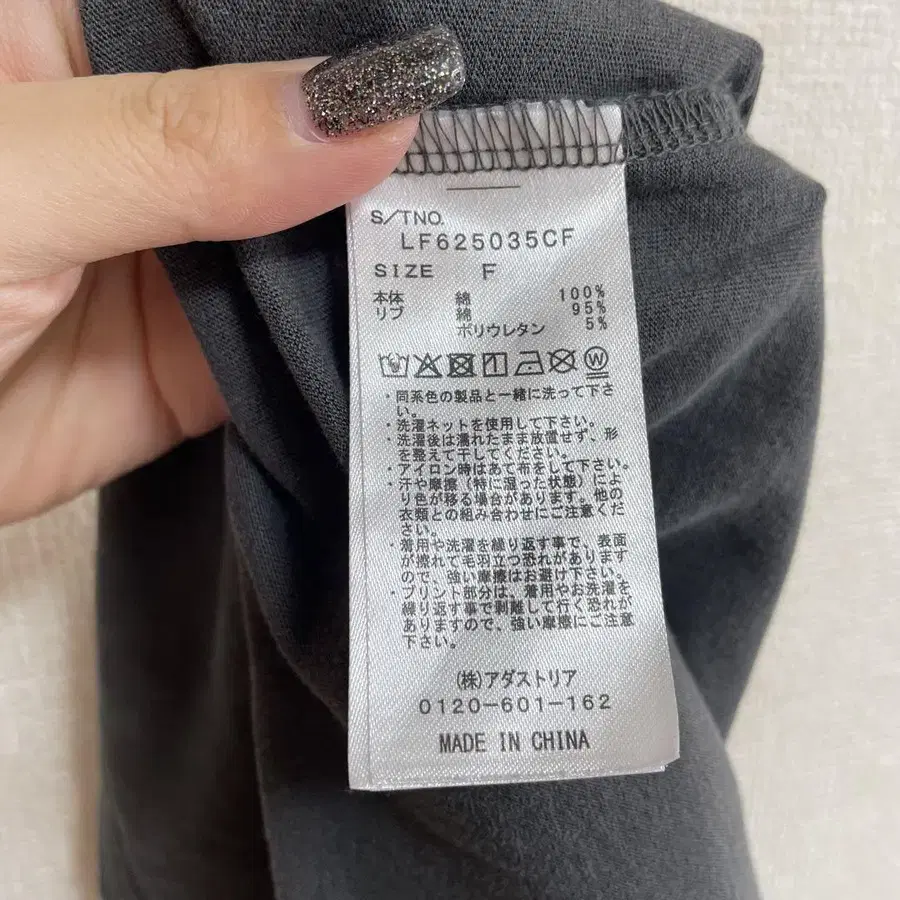 S/TNO.
LF625035CF
SIZE F
本体 綿 100%
リブ 綿 95%
ポリウレタン 5%
・同系色の製品と一緒に洗って下さ
い。
・洗濯ネットを使用して下さい。
・洗濯後は濡れたまま放置せず、形
を整えて干してください。
・アイロン時はあて布をして下さい。
・汗や摩擦（特に湿った状態）によ
り色が移る場合があります。他の
衣類との組み合わせにご注意くだ
さい。
・着用や洗濯を繰り返す事で、表面
が擦れて毛羽立つ恐れがあります
ので、強い摩擦はお避け下さい。
・プリント部分は、着用やお洗濯を
繰り返す事で剥離して行く恐れが
ありますので、強い摩擦にご注意
下さい。
(株)アダストリア
0120-601-162
MADE IN CHINA